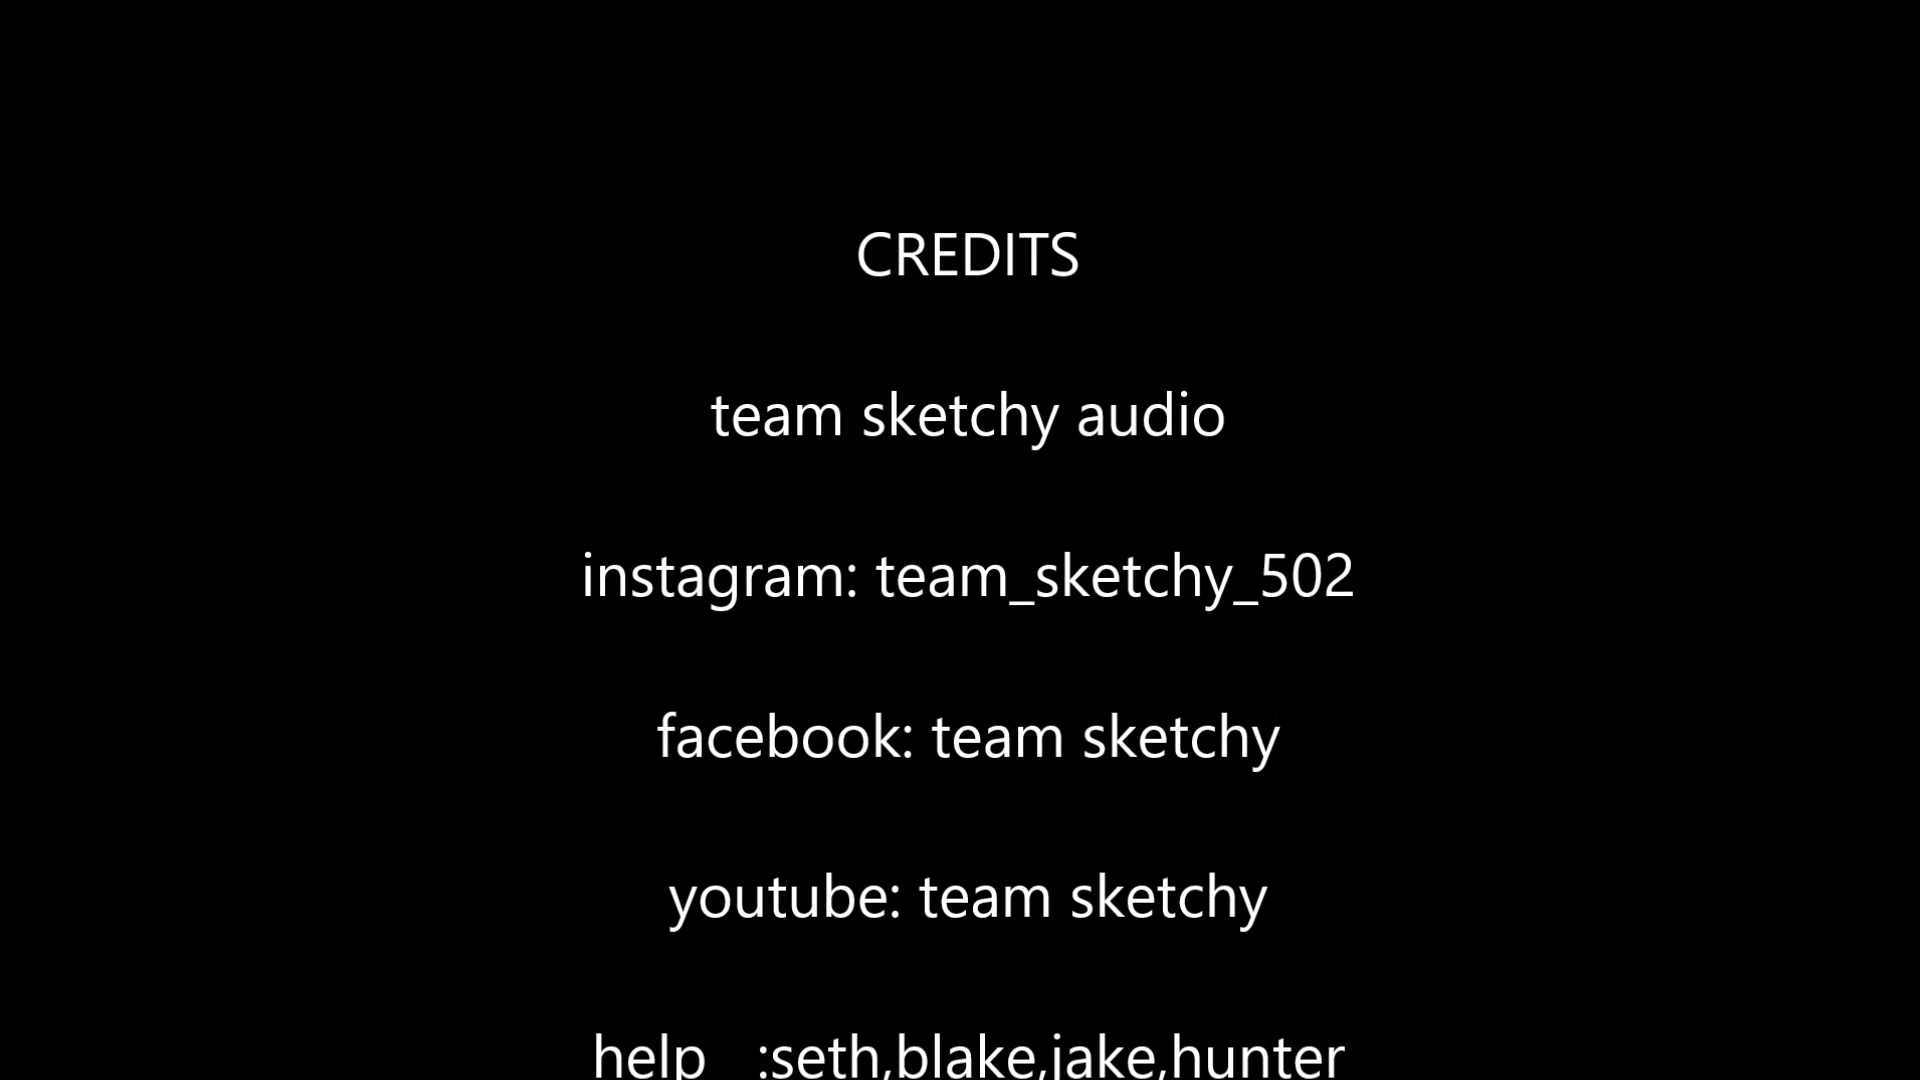 CREDITS
team sketchy audio
instagram: team_sketchy_502
facebook: team sketchy
youtube: team sketchy
help   :seth,blake,jake,hunter